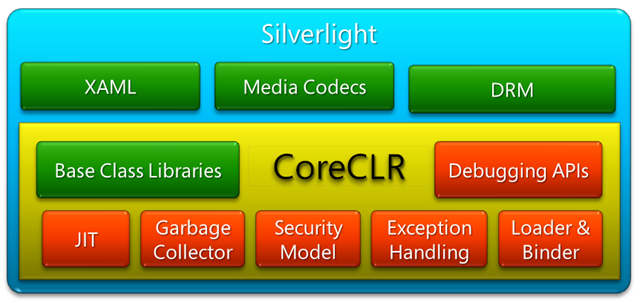 Silverlight
XAML
Media Codecs
DRM
Base Class Libraries
CoreCLR
Debugging APIs
JIT
Garbage
Collector
Security
Model
Exception
Handling
Loader &
Binder